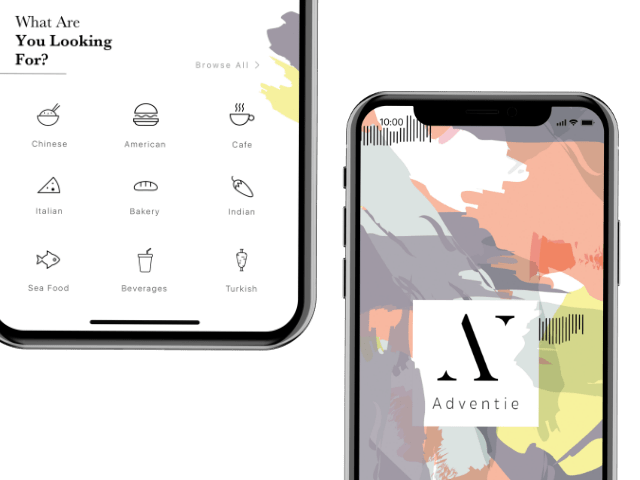 What Are
You Looking
For?
Browse All >
Chinese
American
Cafe
Italian
Bakery
Indian
Sea Food
Beverages
Turkish
10:00
A
Adventie